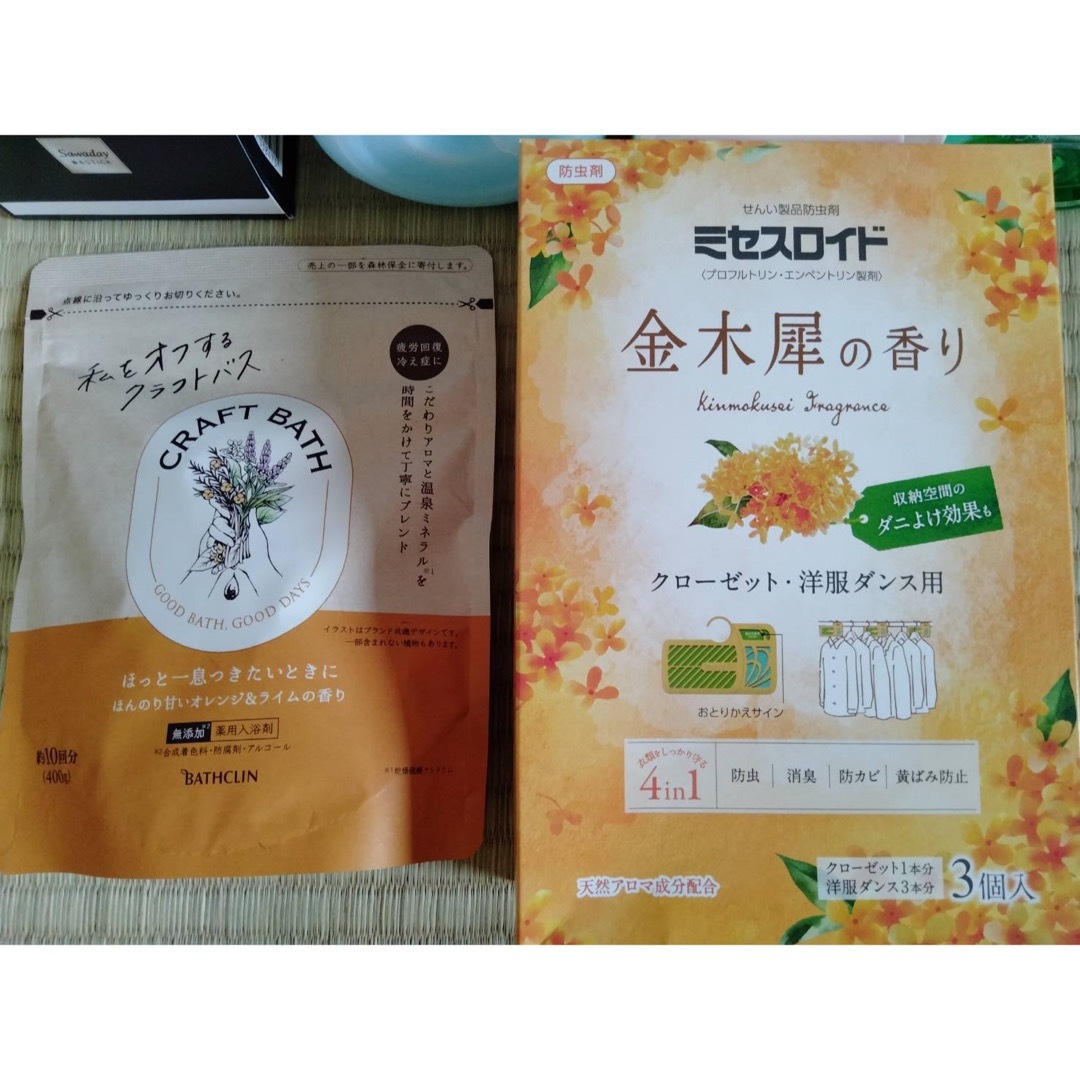 Sawaday
売上の一部を森林保全に寄付します。
点線に沿ってゆっくりお切りください。
私をオフする
クラフトバス
疲労回復
冷え症に
こだわりアロマと温泉ミネラル※1を
時間をかけて丁寧にブレンド
CRAFT BATH
GOOD BATH, GOOD DAYS
イラストはブランド共通デザインです。
一部含まれない植物もあります。
ほっと一息つきたいときに
ほんのり甘いオレンジ&ライムの香り
無添加※2 薬用入浴剤
※2合成着色料・防腐剤・アルコール
約10回分
(400g)
BATHCLIN
※1乾燥硫酸ナトリウム
防虫剤
せんい製品防虫剤
ミセスロイド
〈プロフルトリン・エンペントリン製剤〉
金木犀の香り
Kinmokusei Fragrance
収納空間の
ダニよけ効果も
クローゼット・洋服ダンス用
おとりかえサイン
衣類をしっかり守る
4in1
防虫 消臭 防カビ 黄ばみ防止
天然アロマ成分配合
クローゼット1本分
洋服ダンス3本分
3個入